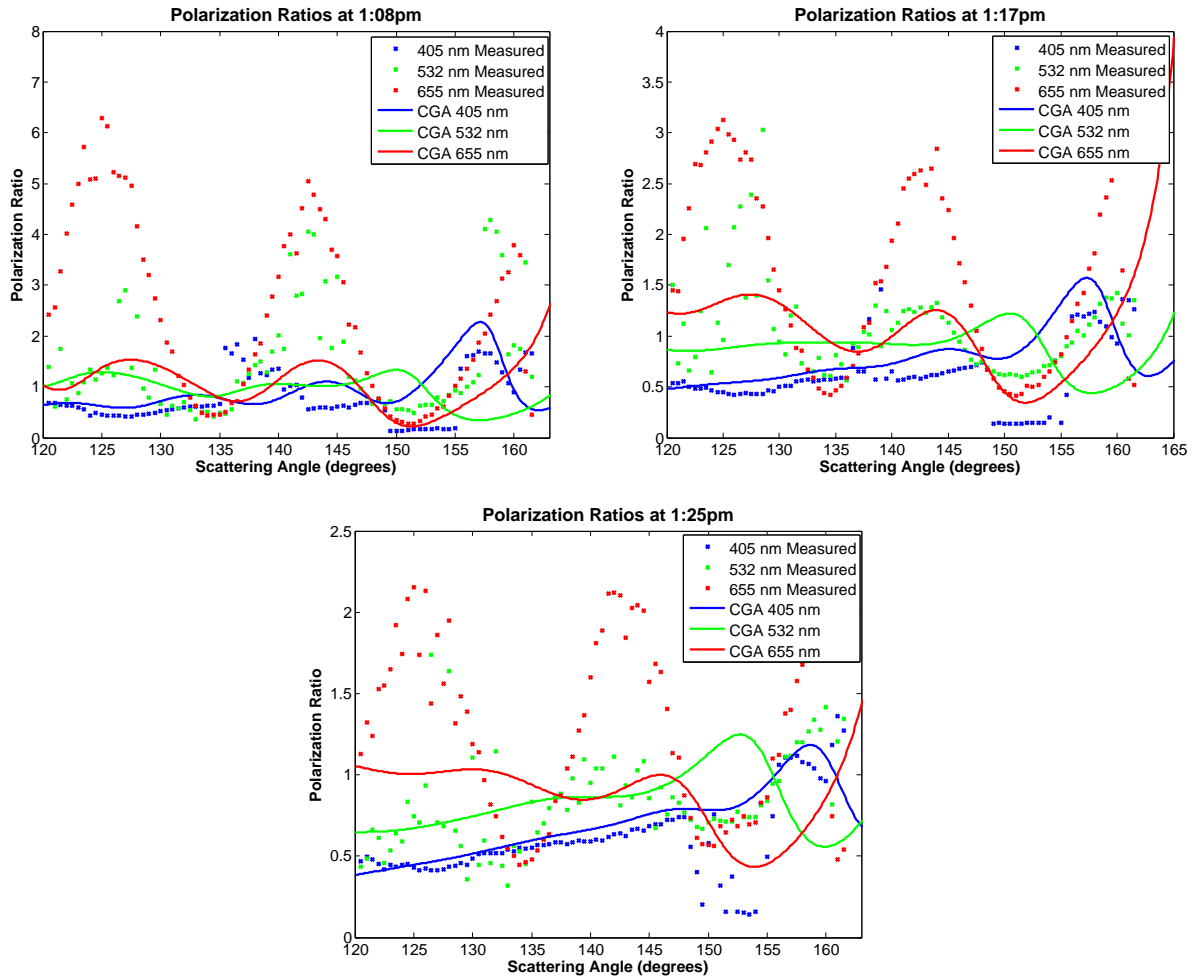 Polarization Ratios at 1:08pm
8
7
6
5
4
3
2
1
0
Polarization Ratio
405 nm Measured
532 nm Measured
655 nm Measured
CGA 405 nm
CGA 532 nm
CGA 655 nm
120 125 130 135 140 145 150 155 160
Scattering Angle (degrees)
Polarization Ratios at 1:17pm
4
3.5
3
2.5
2
1.5
1
0.5
0
Polarization Ratio
405 nm Measured
532 nm Measured
655 nm Measured
CGA 405 nm
CGA 532 nm
CGA 655 nm
120 125 130 135 140 145 150 155 160 165
Scattering Angle (degrees)
Polarization Ratios at 1:25pm
2.5
2
1.5
1
0.5
0
Polarization Ratio
405 nm Measured
532 nm Measured
655 nm Measured
CGA 405 nm
CGA 532 nm
CGA 655 nm
120 125 130 135 140 145 150 155 160
Scattering Angle (degrees)